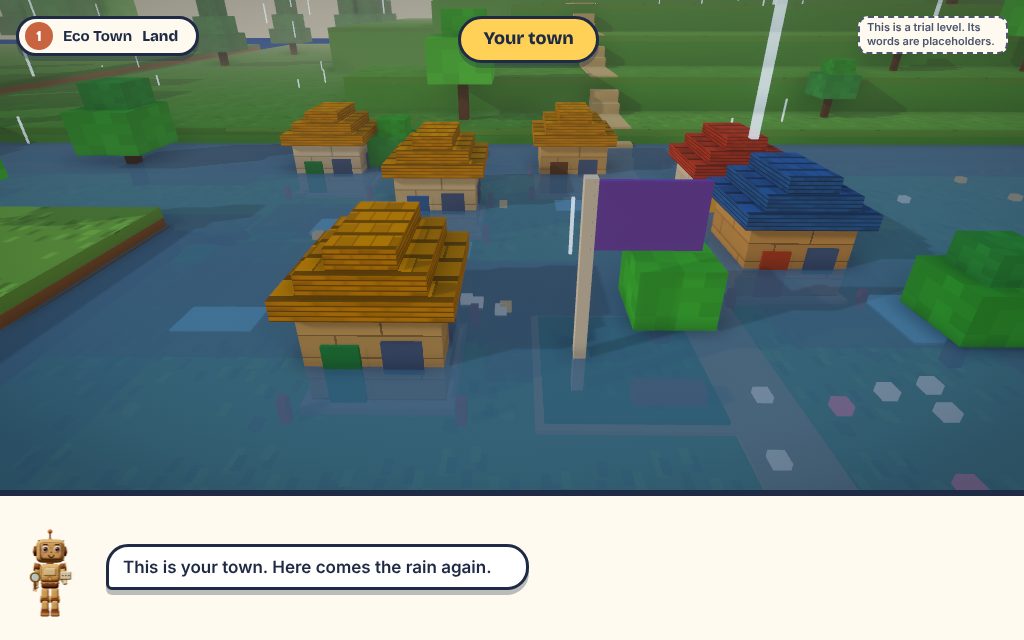 1 Eco Town Land
Your town
This is a trial level. Its
words are placeholders.
This is your town. Here comes the rain again.